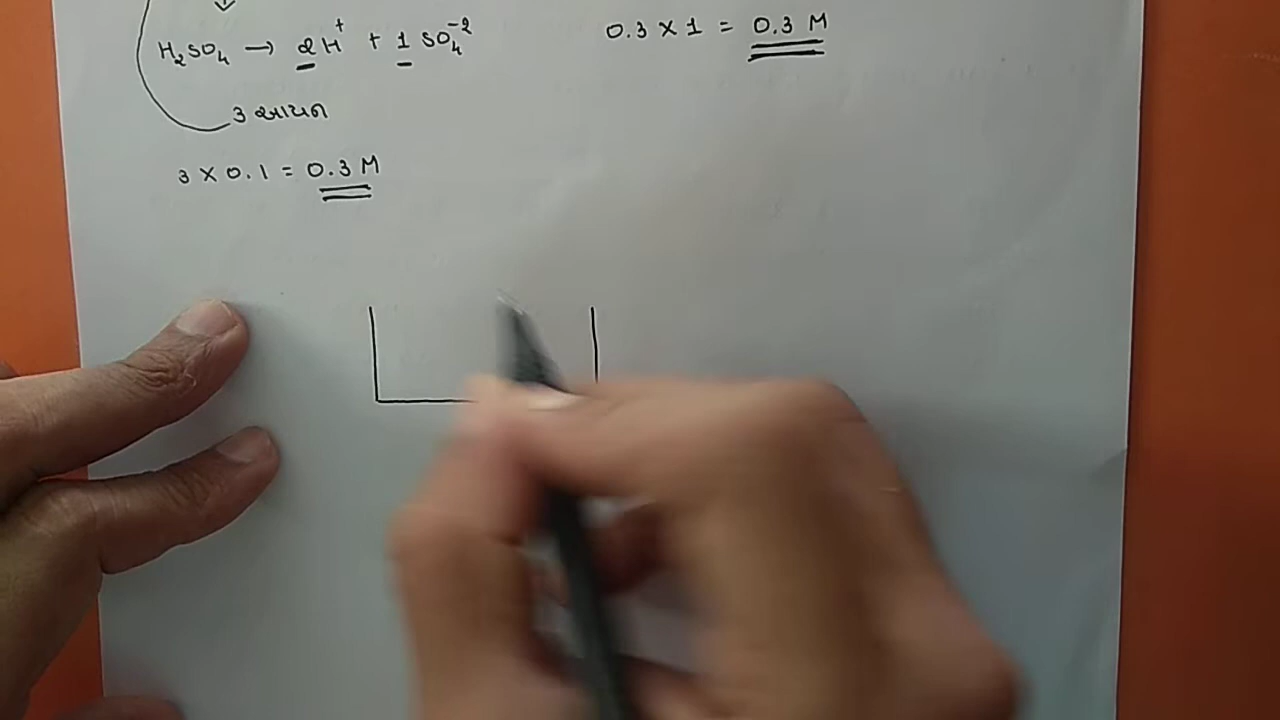 H₂SO₄ → 2H⁺ + 1 SO₄⁻²
0.3 X 1 = 0.3 M
3 આયન
3 X 0.1 = 0.3 M